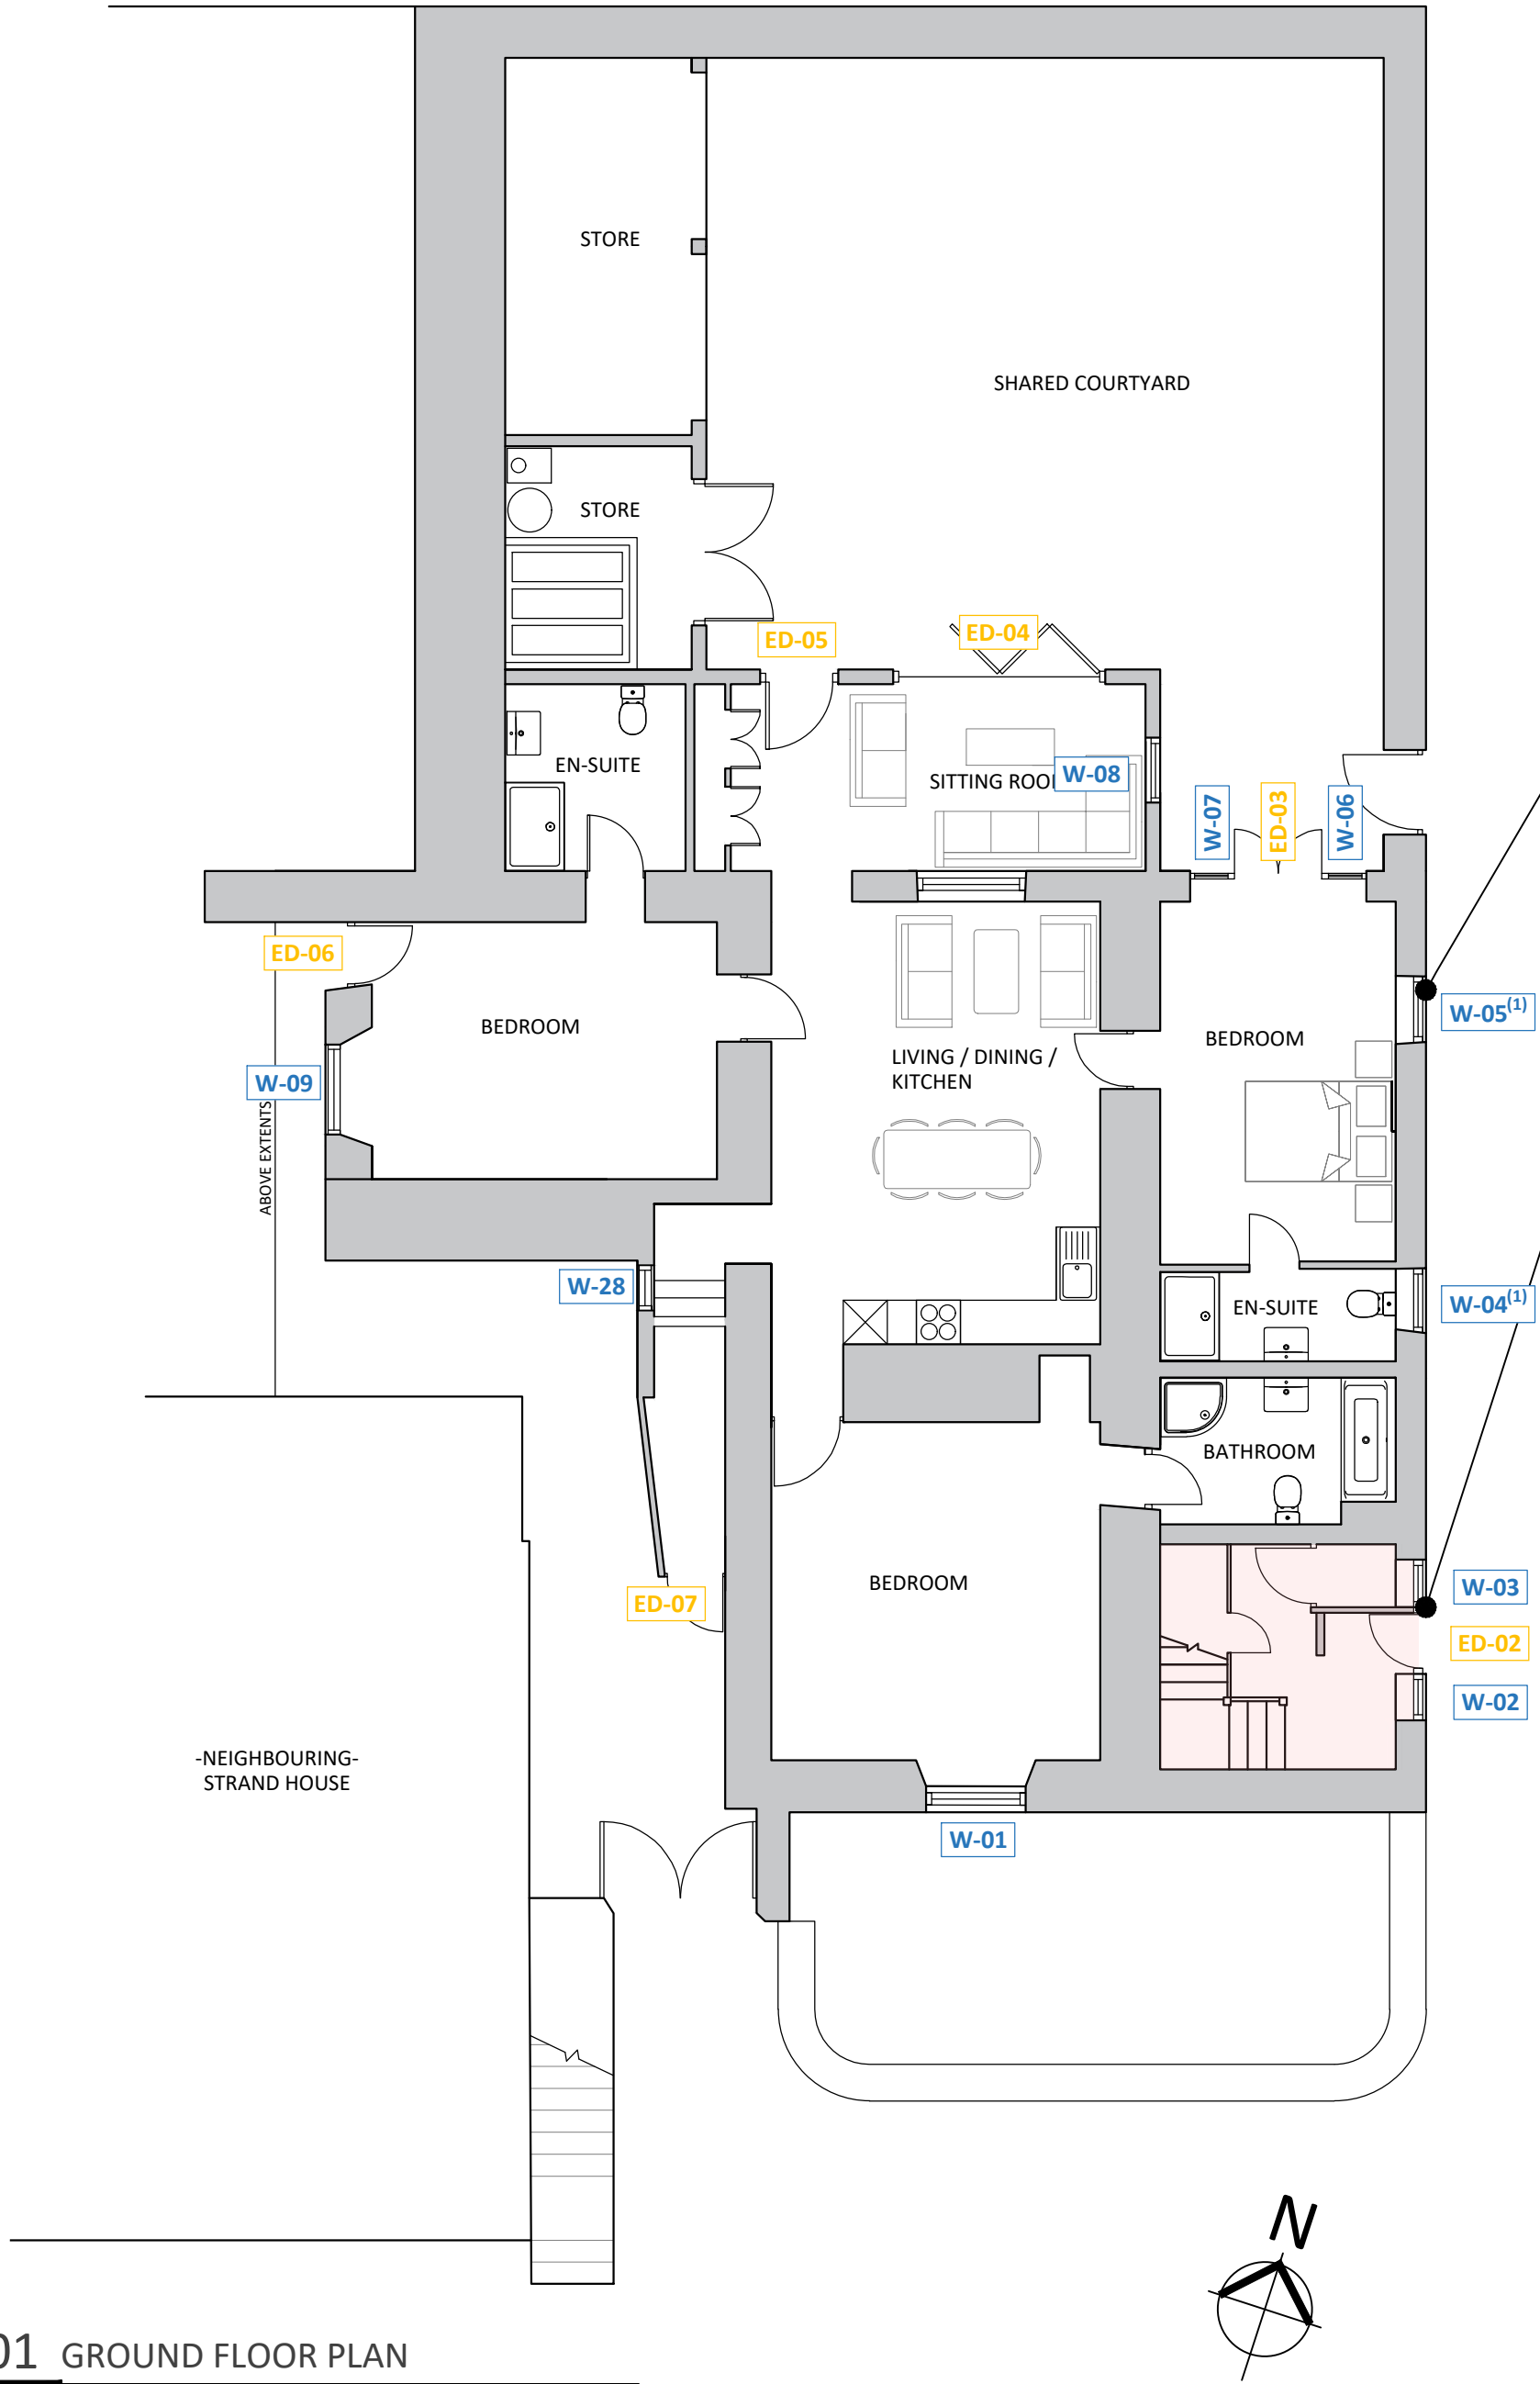 STORE
SHARED COURTYARD
STORE
ED-05
ED-04
EN-SUITE
SITTING ROO
W-08
W-07
ED-03
W-06
ED-06
BEDROOM
W-05(1)
BEDROOM
LIVING / DINING /
KITCHEN
W-09
ABOVE EXTENTS
W-28
EN-SUITE
W-04(1)
BATHROOM
BEDROOM
ED-07
W-03
ED-02
W-02
-NEIGHBOURING-
STRAND HOUSE
W-01
N
01 GROUND FLOOR PLAN